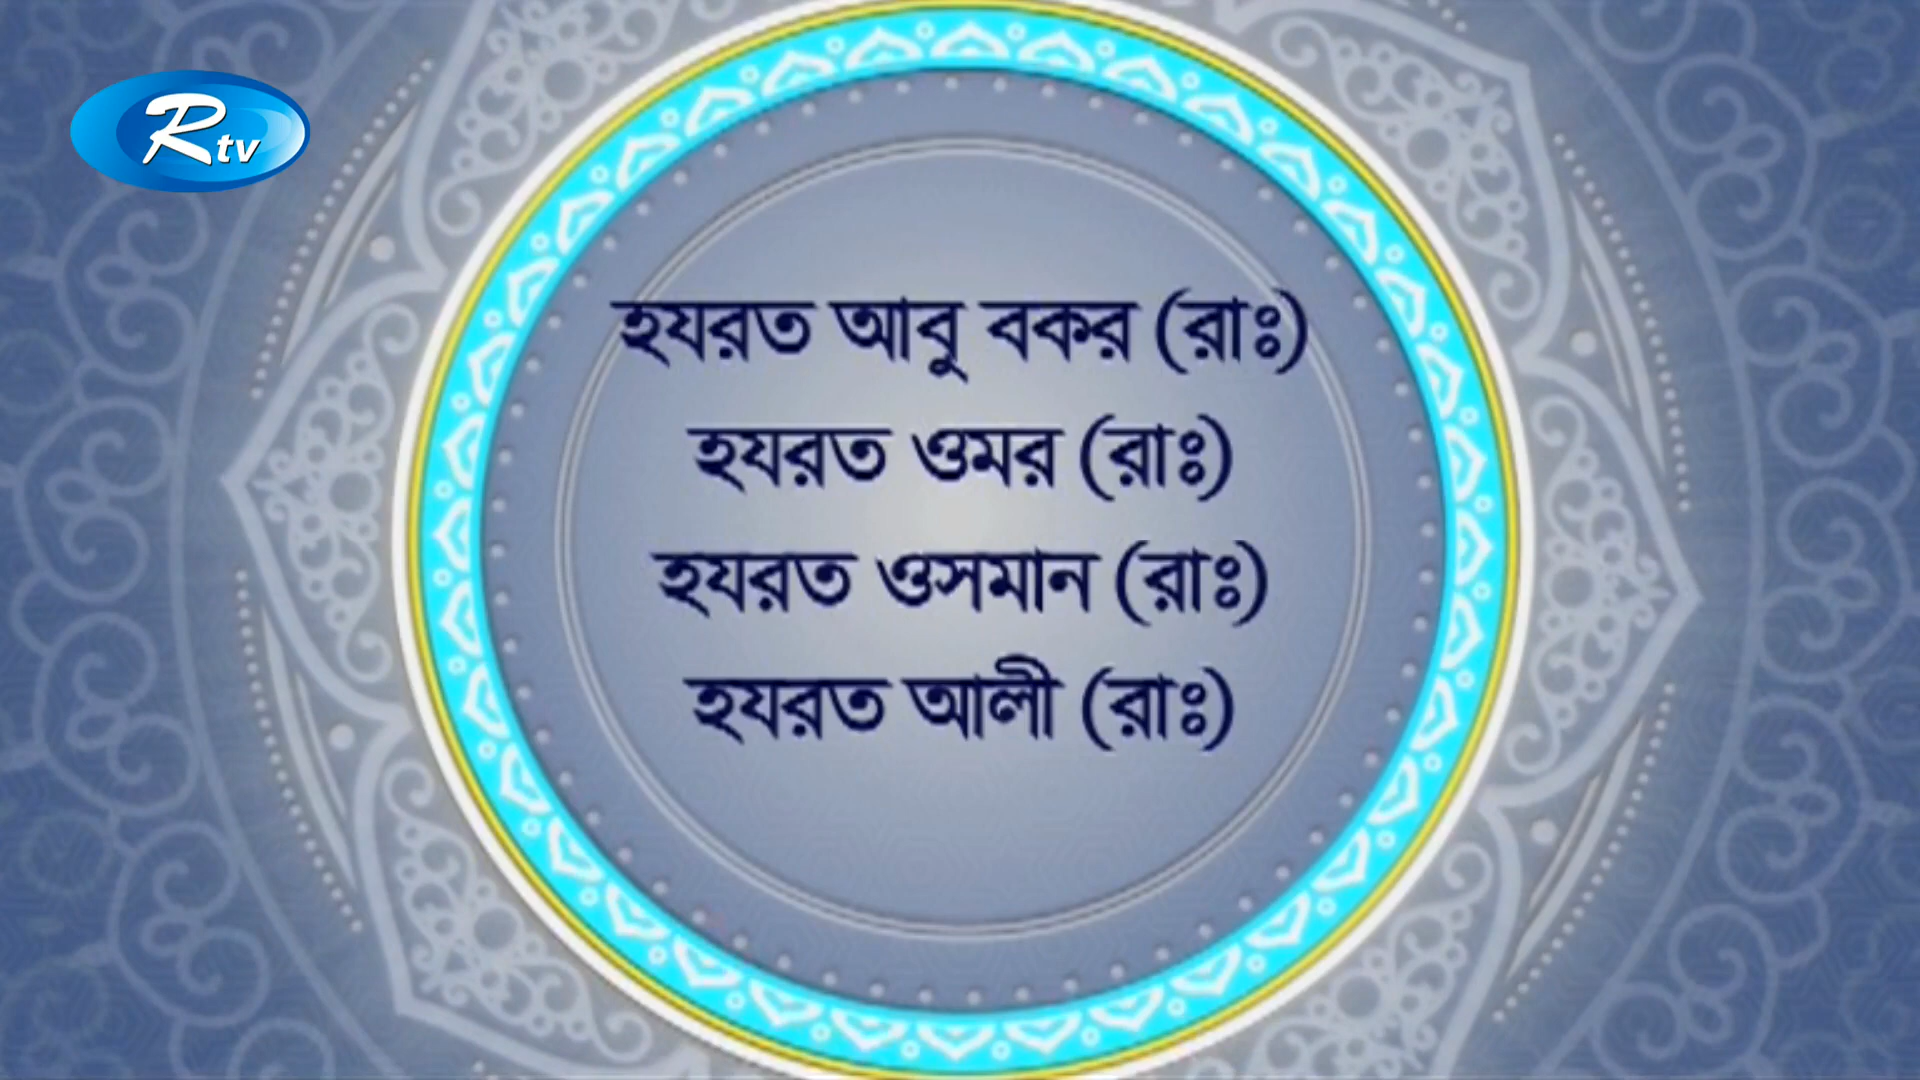 Rtv
হযরত আবু বকর (রাঃ)
হযরত ওমর (রাঃ)
হযরত ওসমান (রাঃ)
হযরত আলী (রাঃ)